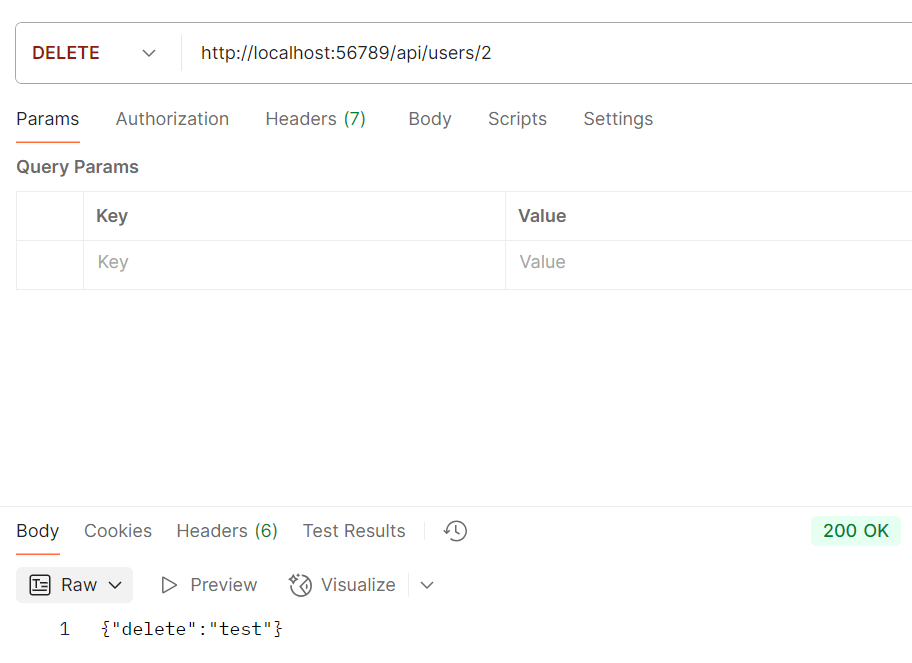 DELETE http://localhost:56789/api/users/2
Params Authorization Headers (7) Body Scripts Settings
Query Params
Key Value
Key Value
Body Cookies Headers (6) Test Results 200 OK
Raw Preview Visualize
1 {"delete":"test"}